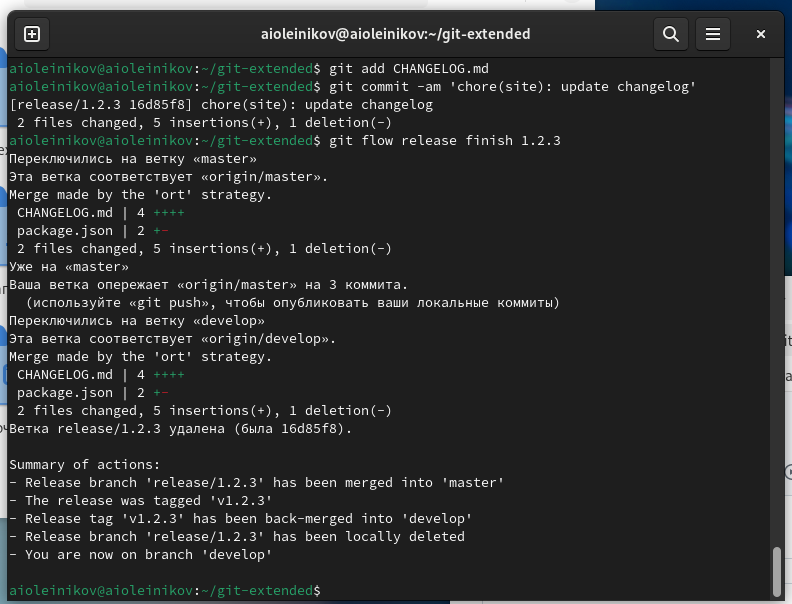 aioleinikov@aioleinikov:~/git-extended
aioleinikov@aioleinikov:~/git-extended$ git add CHANGELOG.md
aioleinikov@aioleinikov:~/git-extended$ git commit -am 'chore(site): update changelog'
[release/1.2.3 16d85f8] chore(site): update changelog
 2 files changed, 5 insertions(+), 1 deletion(-)
aioleinikov@aioleinikov:~/git-extended$ git flow release finish 1.2.3
Переключились на ветку «master»
Эта ветка соответствует «origin/master».
Merge made by the 'ort' strategy.
 CHANGELOG.md | 4 ++++
 package.json | 2 +-
 2 files changed, 5 insertions(+), 1 deletion(-)
Уже на «master»
Ваша ветка опережает «origin/master» на 3 коммита.
  (используйте «git push», чтобы опубликовать ваши локальные коммиты)
Переключились на ветку «develop»
Эта ветка соответствует «origin/develop».
Merge made by the 'ort' strategy.
 CHANGELOG.md | 4 ++++
 package.json | 2 +-
 2 files changed, 5 insertions(+), 1 deletion(-)
Ветка release/1.2.3 удалена (была 16d85f8).
Summary of actions:
- Release branch 'release/1.2.3' has been merged into 'master'
- The release was tagged 'v1.2.3'
- Release tag 'v1.2.3' has been back-merged into 'develop'
- Release branch 'release/1.2.3' has been locally deleted
- You are now on branch 'develop'
aioleinikov@aioleinikov:~/git-extended$